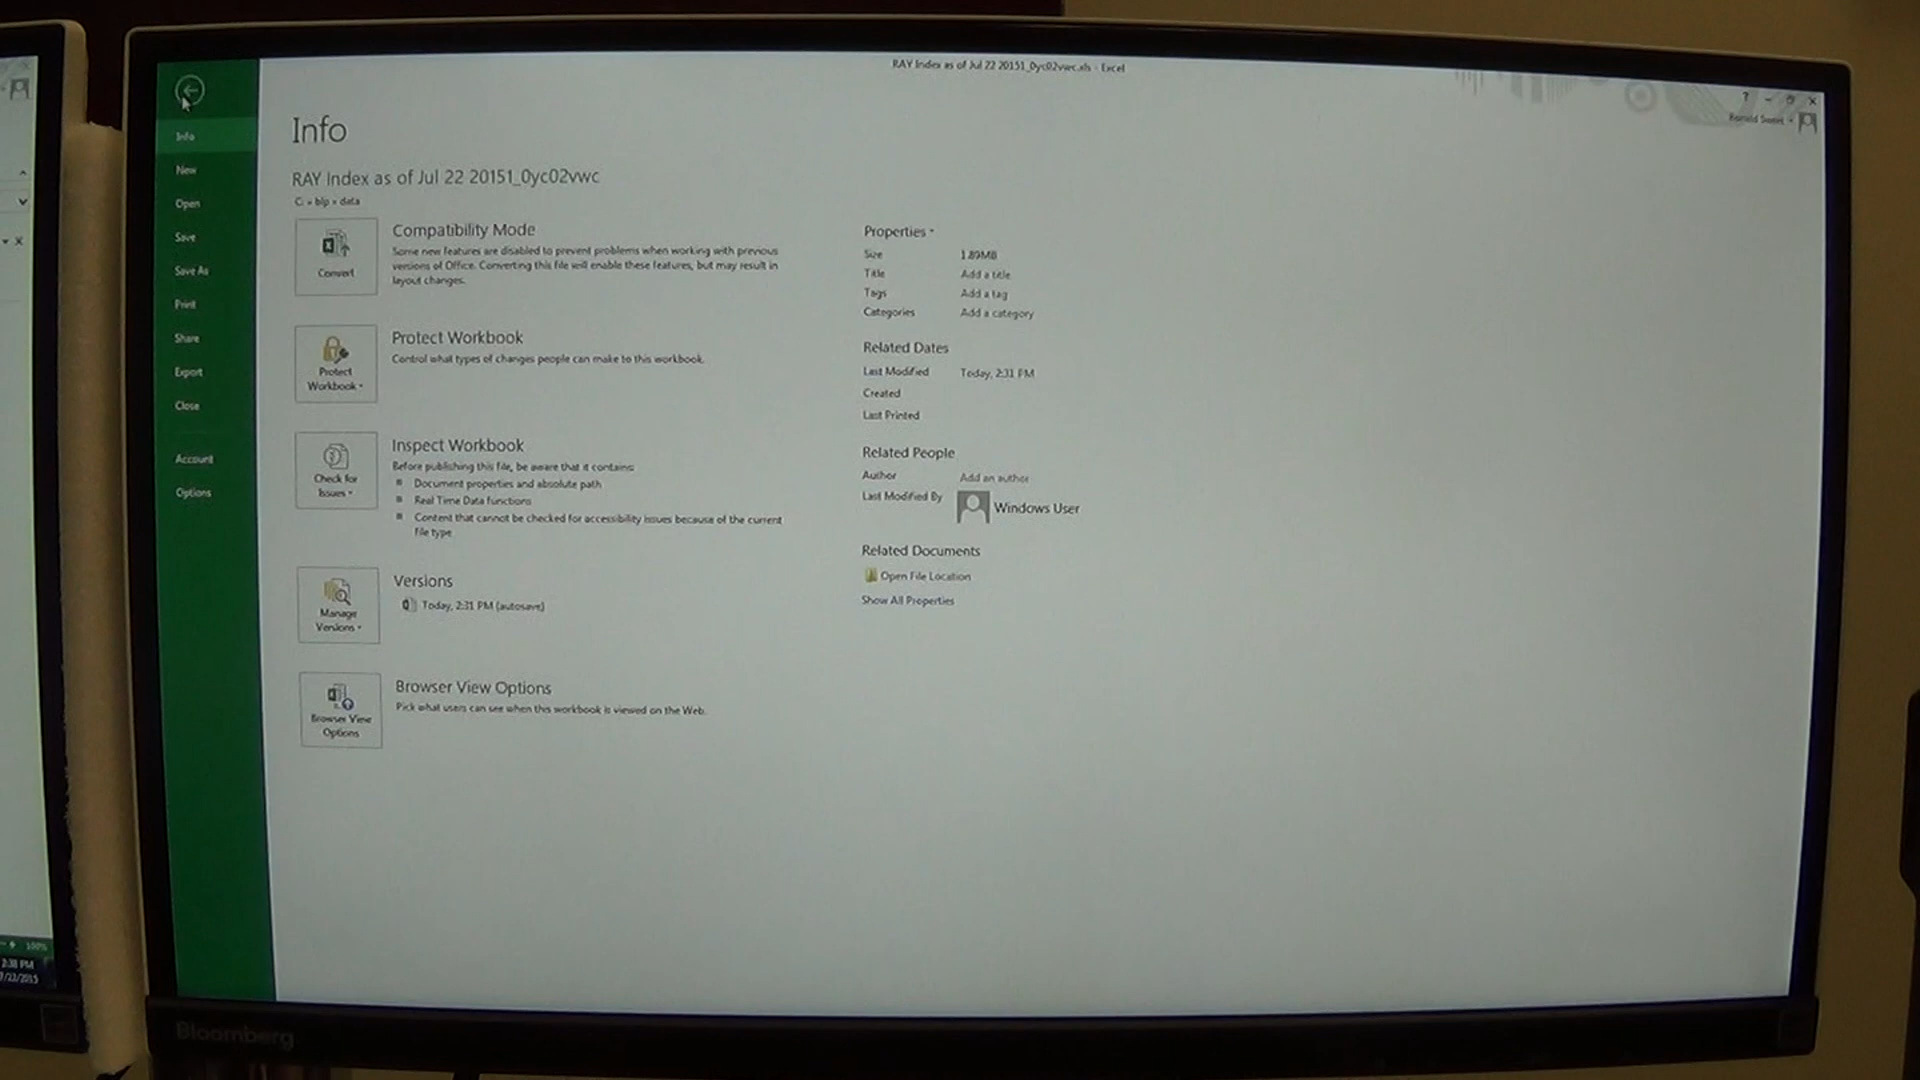 RAY Index as of Jul 22 20151_0yc02vwc.xls - Excel
?
Info
New
Open
Save
Save As
Print
Share
Export
Close
Account
Options
Info
RAY Index as of Jul 22 20151_0yc02vwc
C: » blp » data
Convert
Compatibility Mode
Some new features are disabled to prevent problems when working with previous
versions of Office. Converting this file will enable these features, but may result in
layout changes.
Protect
Workbook
Protect Workbook
Control what types of changes people can make to this workbook.
Check for
Issues
Inspect Workbook
Before publishing this file, be aware that it contains:
Document properties and absolute path
Real Time Data functions
Content that cannot be checked for accessibility issues because of the current
file type
Manage
Versions
Versions
Today, 2:31 PM (autosave)
Browser View
Options
Browser View Options
Pick what users can see when this workbook is viewed on the Web.
Properties
Size 1.89MB
Title Add a title
Tags Add a tag
Categories Add a category
Related Dates
Last Modified Today, 2:31 PM
Created
Last Printed
Related People
Author Add an author
Last Modified By Windows User
Related Documents
Open File Location
Show All Properties
100%
2:38 PM
Bloomberg